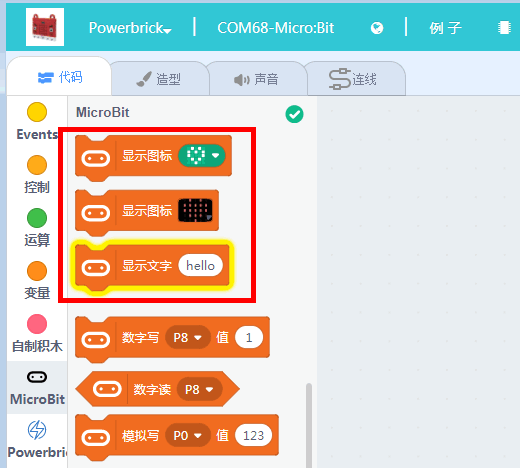 Powerbrick
COM68-Micro:Bit
例 子
代码
造型
声音
连线
MicroBit
Events
控制
运算
变量
自制积木
MicroBit
Powerbric
显示图标
显示图标
显示文字 hello
数字写 P8 值 1
数字读 P8
模拟写 P0 值 123